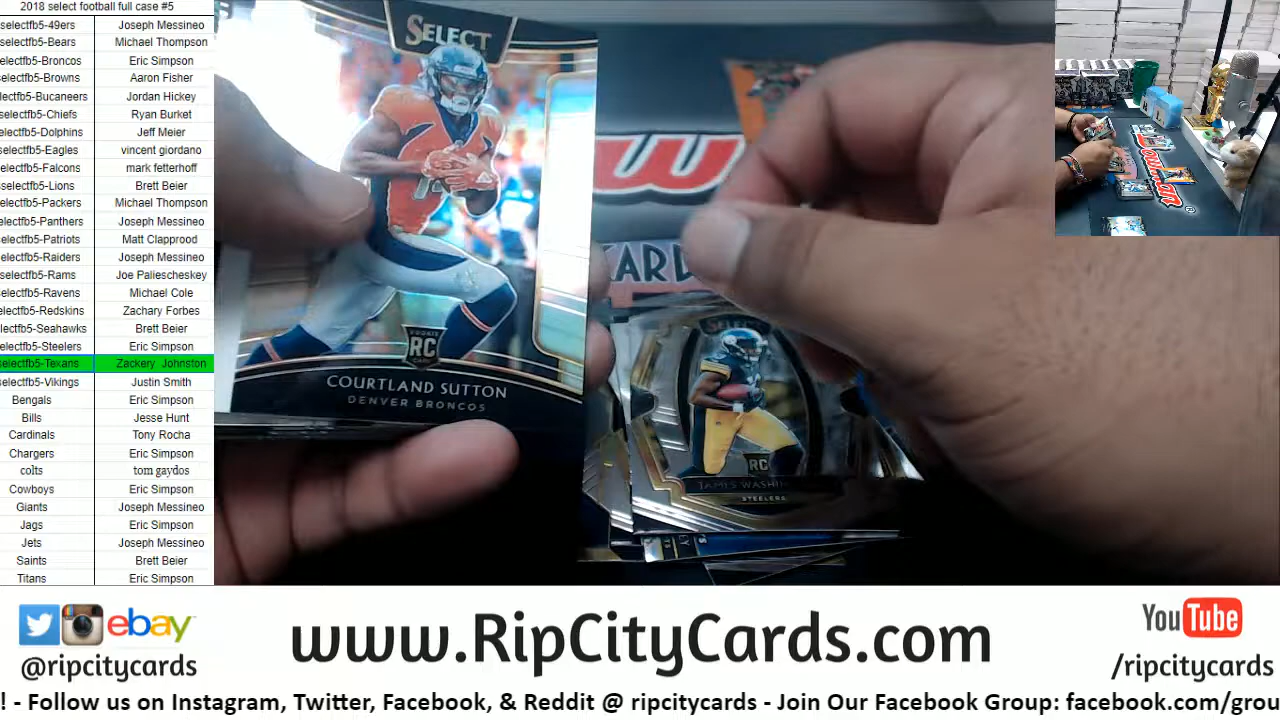 2018 select football full case #5
selectfb5-49ers Joseph Messineo
selectfb5-Bears Michael Thompson
selectfb5-Broncos Eric Simpson
selectfb5-Browns Aaron Fisher
lectfb5-Bucaneers Jordan Hickey
selectfb5-Chiefs Ryan Burket
electfb5-Dolphins Jeff Meier
selectfb5-Eagles vincent giordano
electfb5-Falcons mark fetterhoff
selectfb5-Lions Brett Beier
electfb5-Packers Michael Thompson
electfb5-Panthers Joseph Messineo
electfb5-Patriots Matt Clapprood
electfb5-Raiders Joseph Messineo
selectfb5-Rams Joe Paliescheskey
electfb5-Ravens Michael Cole
lectfb5-Redskins Zachary Forbes
lectfb5-Seahawks Brett Beier
electfb5-Steelers Eric Simpson
selectfb5-Texans Zackery Johnston
selectfb5-Vikings Justin Smith
Bengals Eric Simpson
Bills Jesse Hunt
Cardinals Tony Rocha
Chargers Eric Simpson
colts tom gaydos
Cowboys Eric Simpson
Giants Joseph Messineo
Jags Eric Simpson
Jets Joseph Messineo
Saints Brett Beier
Titans Eric Simpson
SELECT
ROOKIE
RC
CARD
COURTLAND SUTTON
DENVER BRONCOS
w
CARD
SELECT
RC
JAMES WASHIN
STEELERS
ebay
@ripcitycards
www.RipCityCards.com
YouTube
/ripcitycards
! - Follow us on Instagram, Twitter, Facebook, & Reddit @ ripcitycards - Join Our Facebook Group: facebook.com/grou